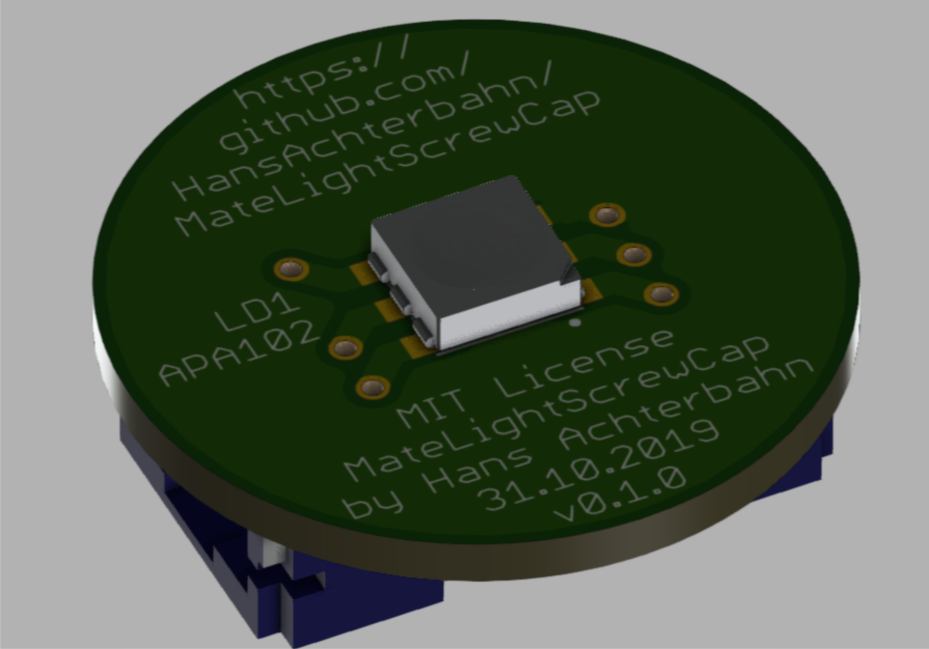 https://
github.com/
HansAchterbahn/
MateLightScrewCap
LD1
APA102
MIT License
MateLightScrewCap
by Hans Achterbahn
31.10.2019
v0.1.0